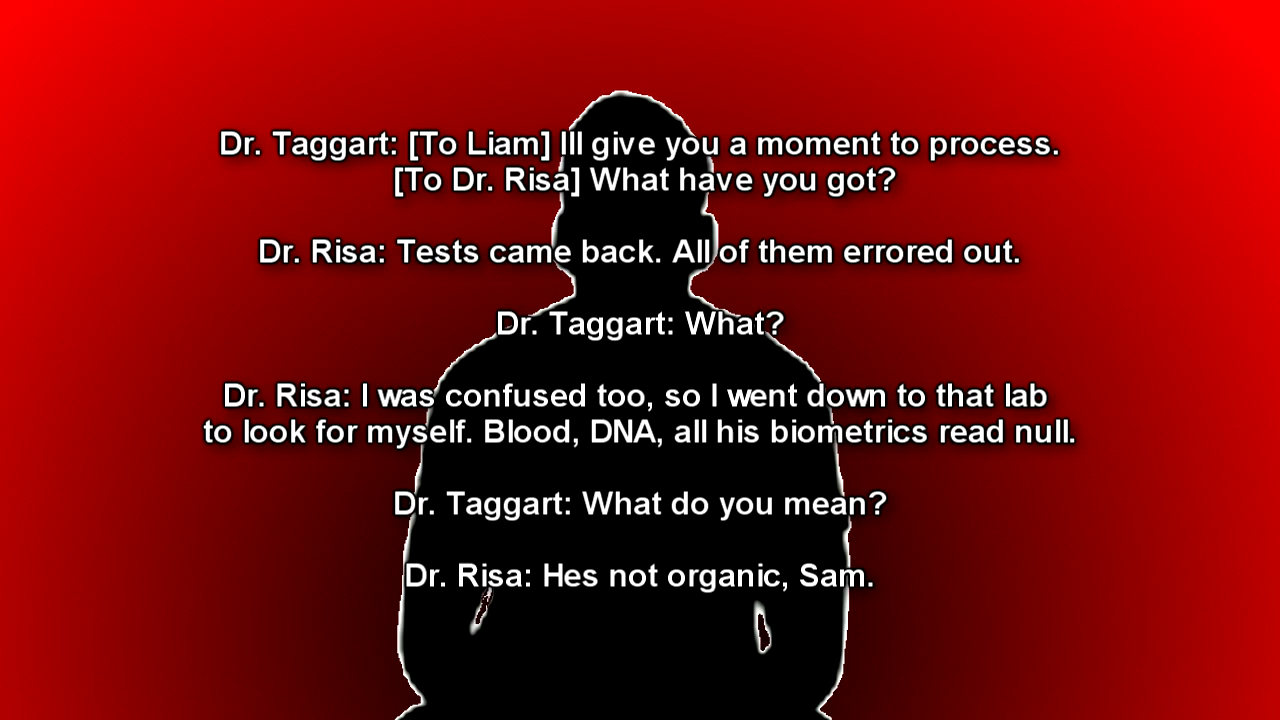 Dr. Taggart: [To Liam] Ill give you a moment to process.
[To Dr. Risa] What have you got?
Dr. Risa: Tests came back. All of them errored out.
Dr. Taggart: What?
Dr. Risa: I was confused too, so I went down to that lab
to look for myself. Blood, DNA, all his biometrics read null.
Dr. Taggart: What do you mean?
Dr. Risa: Hes not organic, Sam.